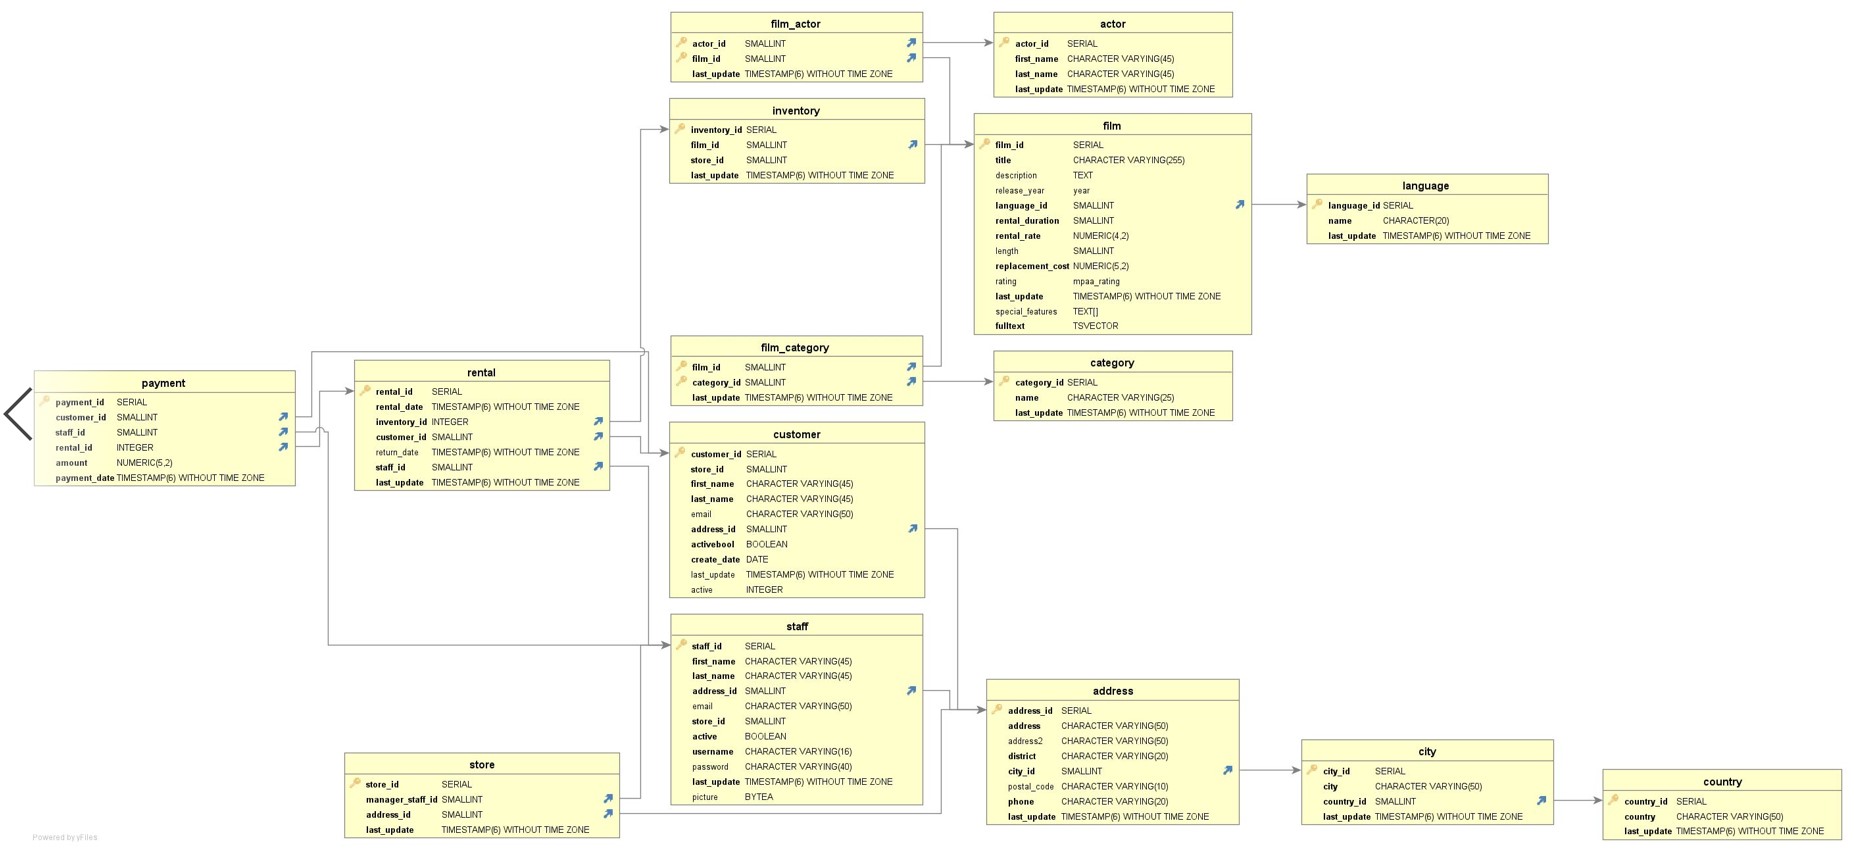 film_actor
actor_id SMALLINT
film_id SMALLINT
last_update TIMESTAMP(6) WITHOUT TIME ZONE
actor
actor_id SERIAL
first_name CHARACTER VARYING(45)
last_name CHARACTER VARYING(45)
last_update TIMESTAMP(6) WITHOUT TIME ZONE
inventory
inventory_id SERIAL
film_id SMALLINT
store_id SMALLINT
last_update TIMESTAMP(6) WITHOUT TIME ZONE
film
film_id SERIAL
title CHARACTER VARYING(255)
description TEXT
release_year year
language_id SMALLINT
rental_duration SMALLINT
rental_rate NUMERIC(4,2)
length SMALLINT
replacement_cost NUMERIC(5,2)
rating mpaa_rating
last_update TIMESTAMP(6) WITHOUT TIME ZONE
special_features TEXT[]
fulltext TSVECTOR
language
language_id SERIAL
name CHARACTER(20)
last_update TIMESTAMP(6) WITHOUT TIME ZONE
film_category
film_id SMALLINT
category_id SMALLINT
last_update TIMESTAMP(6) WITHOUT TIME ZONE
category
category_id SERIAL
name CHARACTER VARYING(25)
last_update TIMESTAMP(6) WITHOUT TIME ZONE
payment
payment_id SERIAL
customer_id SMALLINT
staff_id SMALLINT
rental_id INTEGER
amount NUMERIC(5,2)
payment_date TIMESTAMP(6) WITHOUT TIME ZONE
rental
rental_id SERIAL
rental_date TIMESTAMP(6) WITHOUT TIME ZONE
inventory_id INTEGER
customer_id SMALLINT
return_date TIMESTAMP(6) WITHOUT TIME ZONE
staff_id SMALLINT
last_update TIMESTAMP(6) WITHOUT TIME ZONE
customer
customer_id SERIAL
store_id SMALLINT
first_name CHARACTER VARYING(45)
last_name CHARACTER VARYING(45)
email CHARACTER VARYING(50)
address_id SMALLINT
activebool BOOLEAN
create_date DATE
last_update TIMESTAMP(6) WITHOUT TIME ZONE
active INTEGER
staff
staff_id SERIAL
first_name CHARACTER VARYING(45)
last_name CHARACTER VARYING(45)
address_id SMALLINT
email CHARACTER VARYING(50)
store_id SMALLINT
active BOOLEAN
username CHARACTER VARYING(16)
password CHARACTER VARYING(40)
last_update TIMESTAMP(6) WITHOUT TIME ZONE
picture BYTEA
store
store_id SERIAL
manager_staff_id SMALLINT
address_id SMALLINT
last_update TIMESTAMP(6) WITHOUT TIME ZONE
address
address_id SERIAL
address CHARACTER VARYING(50)
address2 CHARACTER VARYING(50)
district CHARACTER VARYING(20)
city_id SMALLINT
postal_code CHARACTER VARYING(10)
phone CHARACTER VARYING(20)
last_update TIMESTAMP(6) WITHOUT TIME ZONE
city
city_id SERIAL
city CHARACTER VARYING(50)
country_id SMALLINT
last_update TIMESTAMP(6) WITHOUT TIME ZONE
country
country_id SERIAL
country CHARACTER VARYING(50)
last_update TIMESTAMP(6) WITHOUT TIME ZONE
Powered by yFiles